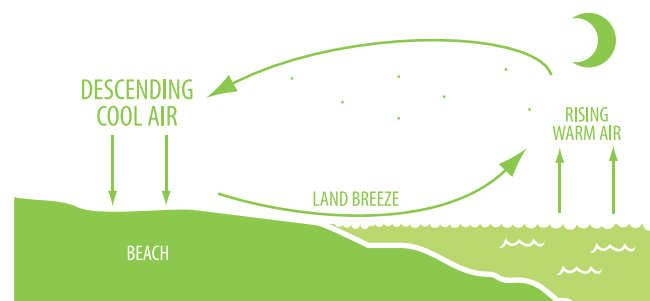 DESCENDING
COOL AIR
RISING
WARM AIR
LAND BREEZE
BEACH